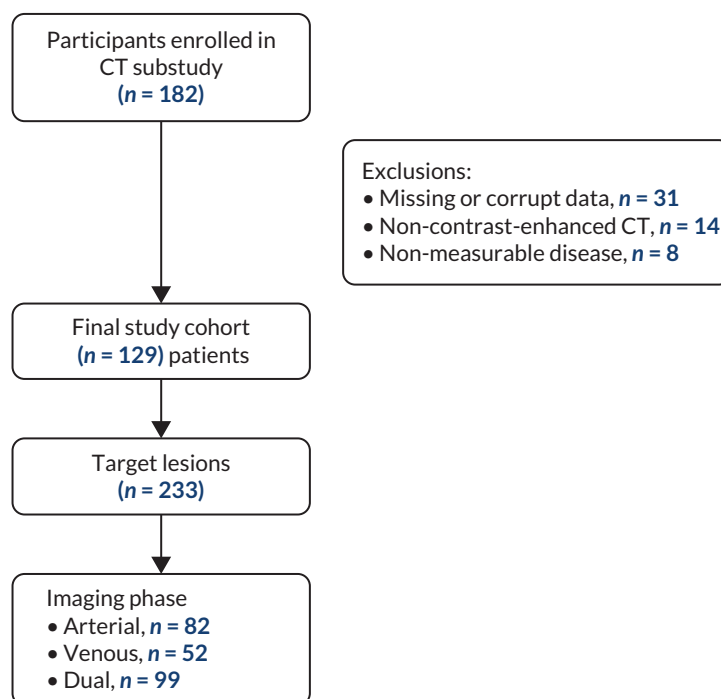 Participants enrolled in
CT substudy
(n = 182)
Exclusions:
• Missing or corrupt data, n = 31
• Non-contrast-enhanced CT, n = 14
• Non-measurable disease, n = 8
Final study cohort
(n = 129) patients
Target lesions
(n = 233)
Imaging phase
• Arterial, n = 82
• Venous, n = 52
• Dual, n = 99